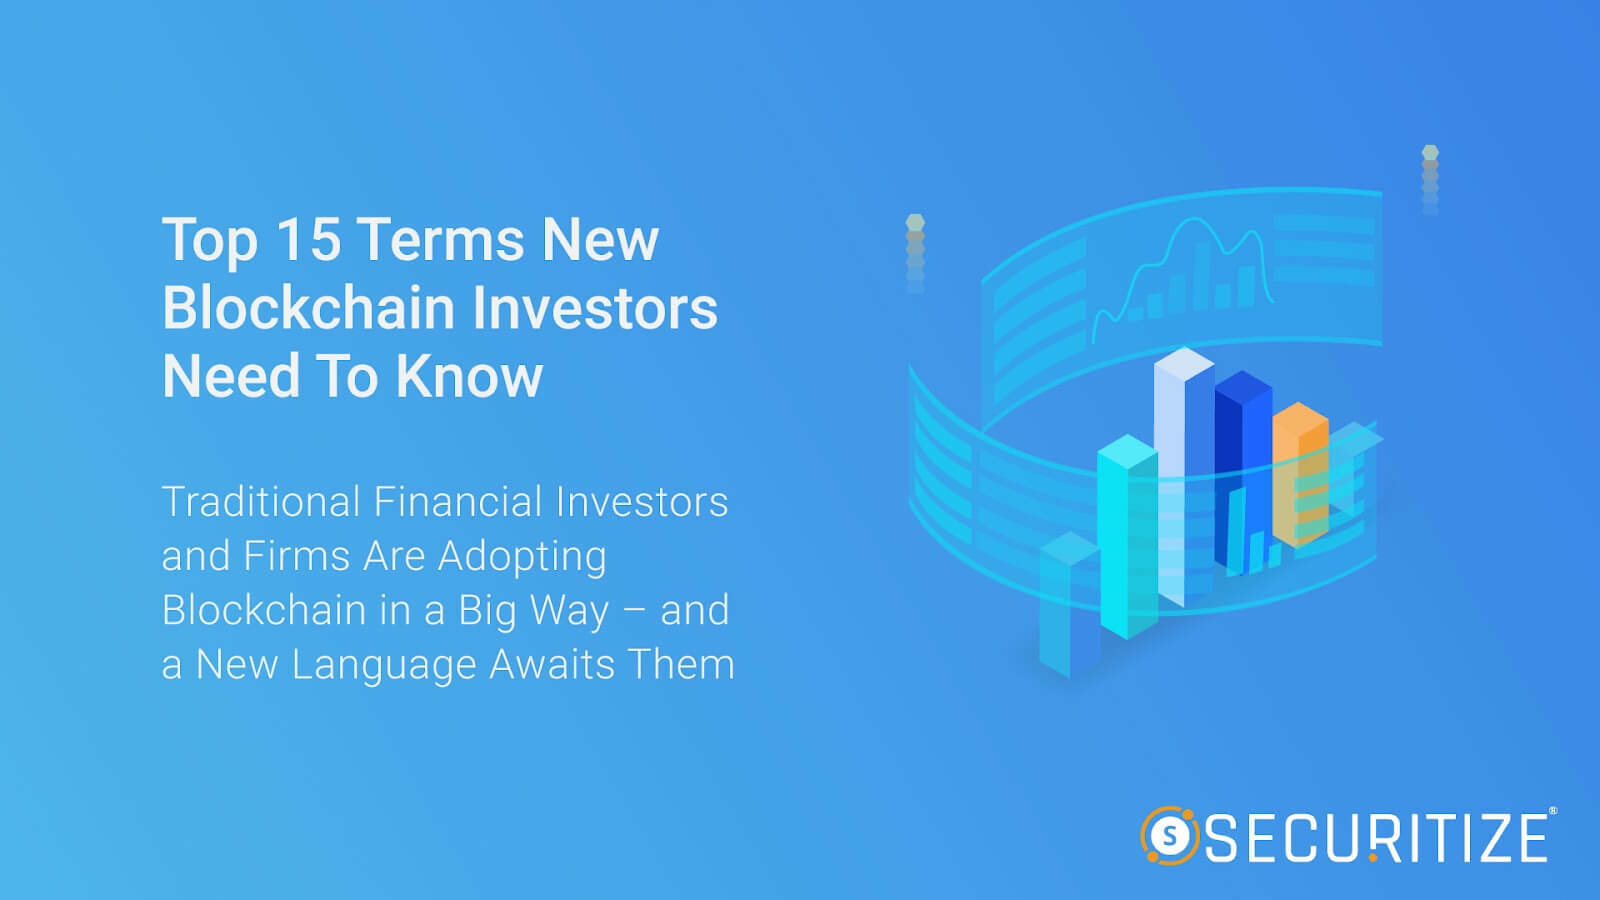 Top 15 Terms New
Blockchain Investors
Need To Know
Traditional Financial Investors
and Firms Are Adopting
Blockchain in a Big Way – and
a New Language Awaits Them
S SECURITIZE®